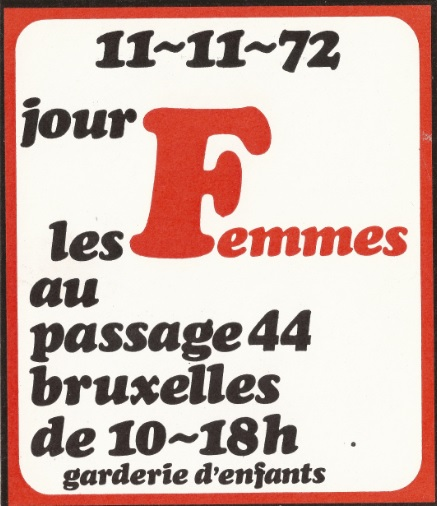 11~11~72
jour F
les Femmes
au
passage 44
bruxelles
de 10~18h
garderie d'enfants